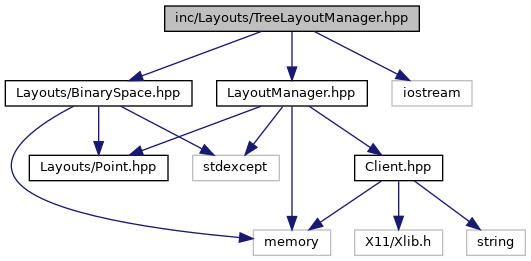 inc/Layouts/TreeLayoutManager.hpp
Layouts/BinarySpace.hpp
LayoutManager.hpp
iostream
Layouts/Point.hpp
stdexcept
Client.hpp
memory
X11/Xlib.h
string